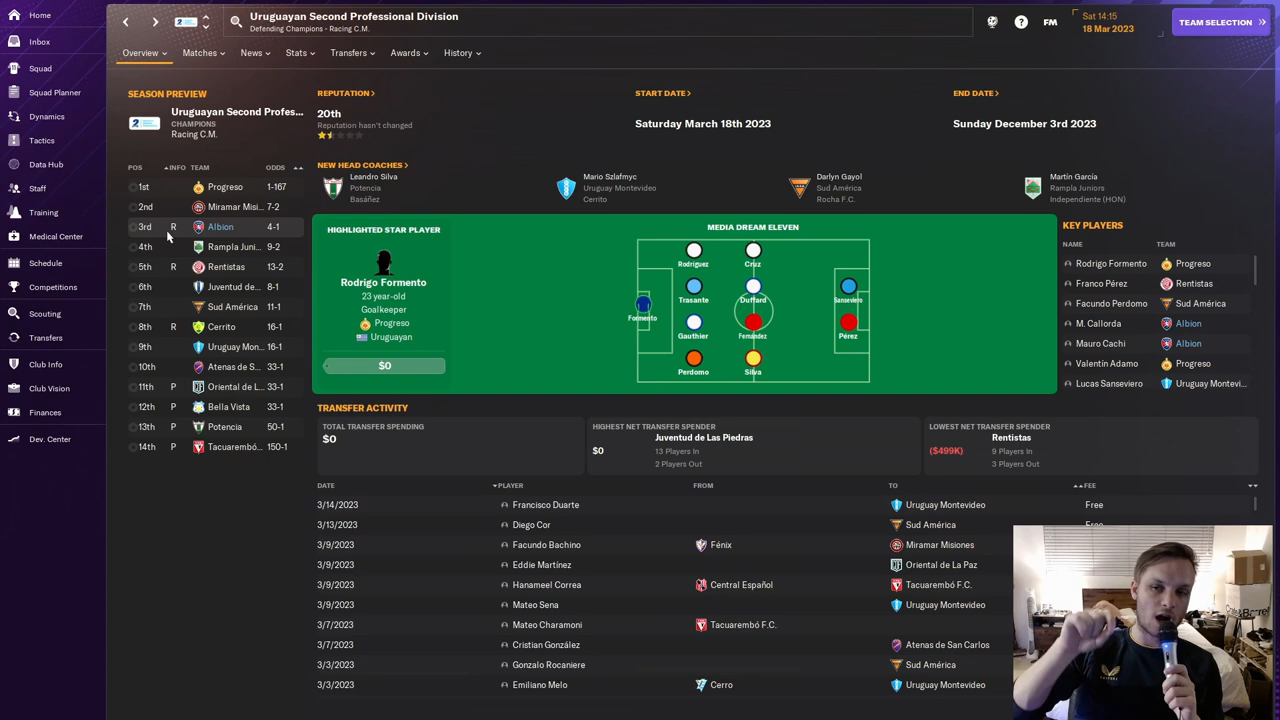 Home
Inbox
Squad
Squad Planner
Dynamics
Tactics
Data Hub
Staff
Training
Medical Center
Schedule
Competitions
Scouting
Transfers
Club Info
Club Vision
Finances
Dev. Center
Uruguayan Second Professional Division
Defending Champions - Racing C.M.
FM
Sat 14:15
18 Mar 2023
TEAM SELECTION
Overview
Matches
News
Stats
Transfers
Awards
History
SEASON PREVIEW
Uruguayan Second Profes...
CHAMPIONS
Racing C.M.
POS INFO TEAM ODDS
1st Progreso 1-167
2nd Miramar Misi... 7-2
3rd R Albion 4-1
4th Rampla Juni... 9-2
5th R Rentistas 13-2
6th Juventud de... 8-1
7th Sud América 11-1
8th R Cerrito 16-1
9th Uruguay Mon... 16-1
10th Atenas de S... 33-1
11th P Oriental de L... 33-1
12th P Bella Vista 33-1
13th P Potencia 50-1
14th P Tacuarembó... 150-1
REPUTATION
20th
Reputation hasn't changed
START DATE
Saturday March 18th 2023
END DATE
Sunday December 3rd 2023
NEW HEAD COACHES
Leandro Silva
Potencia
Basáñez
Mario Szlafmyc
Uruguay Montevideo
Cerrito
Darlyn Gayol
Sud América
Rocha F.C.
Martín García
Rampla Juniors
Independiente (HON)
HIGHLIGHTED STAR PLAYER
Rodrigo Formento
23 year-old
Goalkeeper
Progreso
Uruguayan
$0
MEDIA DREAM ELEVEN
Rodríguez
Cruz
Trasante
Duffard
Sanseviero
Formento
Gauthier
Fernández
Pérez
Perdomo
Silva
KEY PLAYERS
NAME TEAM
Rodrigo Formento Progreso
Franco Pérez Rentistas
Facundo Perdomo Sud América
M. Callorda Albion
Mauro Cachi Albion
Valentín Adamo Progreso
Lucas Sanseviero Uruguay Montevi...
TRANSFER ACTIVITY
TOTAL TRANSFER SPENDING
$0
HIGHEST NET TRANSFER SPENDER
$0
Juventud de Las Piedras
13 Players In
2 Players Out
LOWEST NET TRANSFER SPENDER
($499K)
Rentistas
9 Players In
3 Players Out
DATE PLAYER FROM TO FEE
3/14/2023 Francisco Duarte Uruguay Montevideo Free
3/13/2023 Diego Cor Sud América Free
3/9/2023 Facundo Bachino Fénix Miramar Misiones
3/9/2023 Eddie Martínez Oriental de La Paz
3/9/2023 Hanameel Correa Central Español Tacuarembó F.C.
3/9/2023 Mateo Sena Uruguay Montevideo
3/7/2023 Mateo Charamoni Tacuarembó F.C.
3/7/2023 Cristian González Atenas de San Carlos
3/3/2023 Gonzalo Rocaniere Sud América
3/3/2023 Emiliano Melo Cerro Uruguay Montevideo